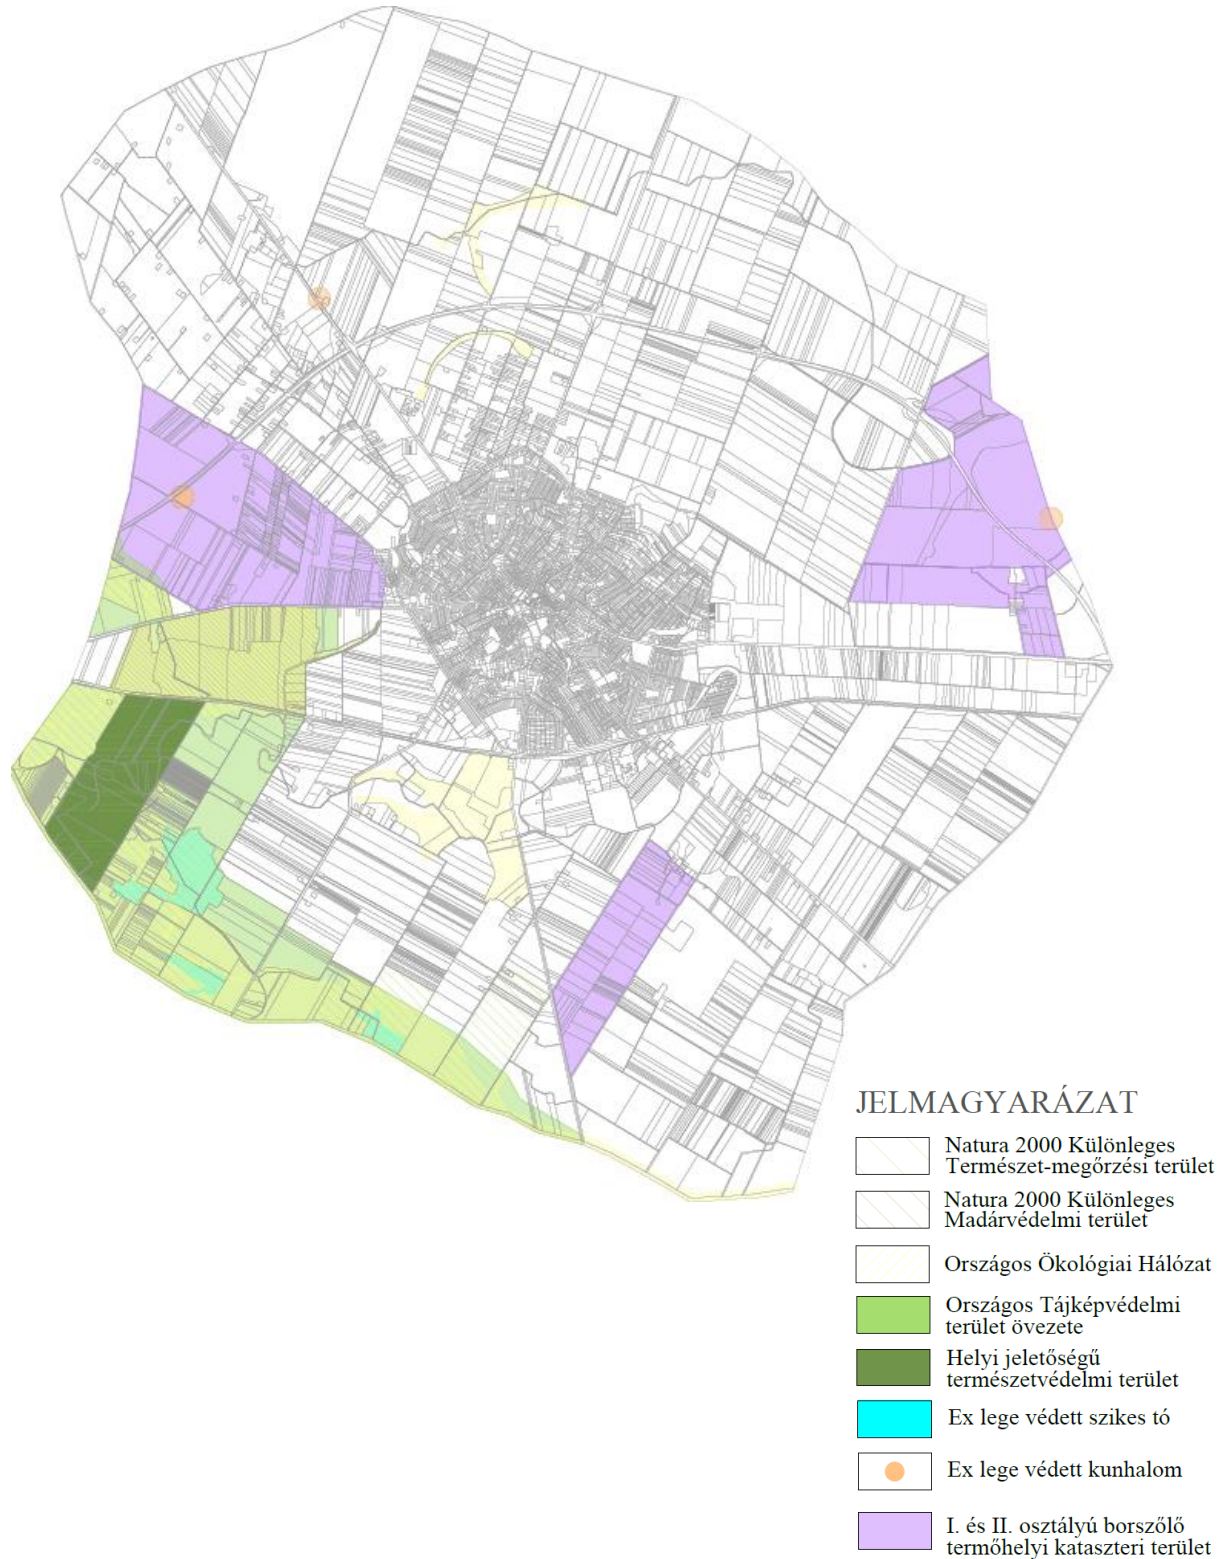 JELMAGYARÁZAT
Natura 2000 Különleges
Természet-megőrzési terület
Natura 2000 Különleges
Madárvédelmi terület
Országos Ökológiai Hálózat
Országos Tájképvédelmi
terület övezete
Helyi jeletőségű
természetvédelmi terület
Ex lege védett szikes tó
Ex lege védett kunhalom
I. és II. osztályú borszőlő
termőhelyi kataszteri terület